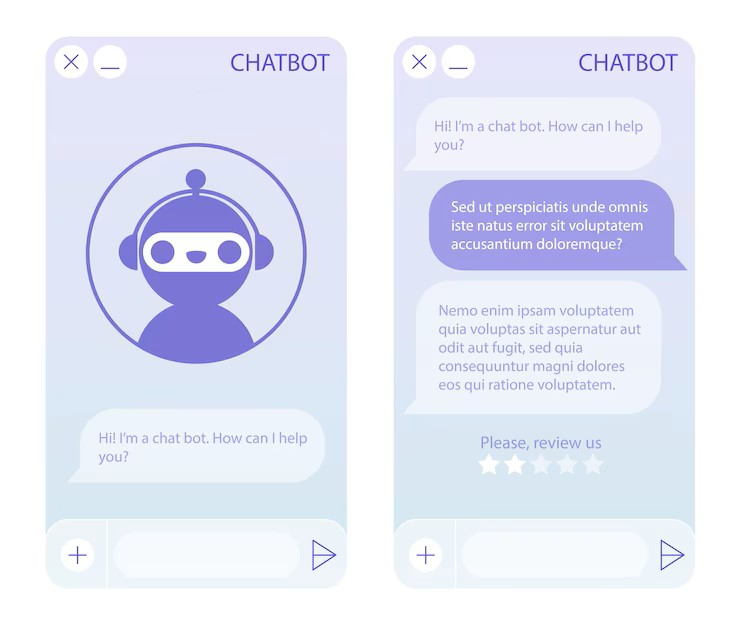 CHATBOT
Hi! I'm a chat bot. How can I help
you?
CHATBOT
Hi! I'm a chat bot. How can I help
you?
Sed ut perspiciatis unde omnis
iste natus error sit voluptatem
accusantium doloremque?
Nemo enim ipsam voluptatem
quia voluptas sit aspernatur aut
odit aut fugit, sed quia
consequuntur magni dolores
eos qui ratione voluptatem.
Please, review us